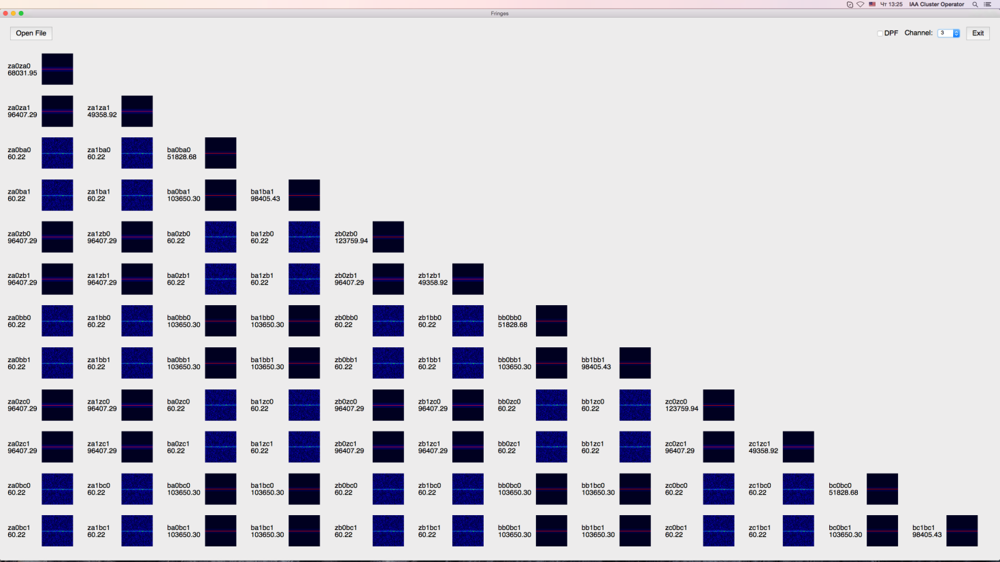 Чт 13:25 IAA Cluster Operator
Fringes
Open File
DPF Channel: 3 Exit
za0za0
68031.95
za0za1 za1za1
96407.29 49358.92
za0ba0 za1ba0 ba0ba0
60.22 60.22 51828.68
za0ba1 za1ba1 ba0ba1 ba1ba1
60.22 60.22 103650.30 98405.43
za0zb0 za1zb0 ba0zb0 ba1zb0 zb0zb0
96407.29 96407.29 60.22 60.22 123759.94
za0zb1 za1zb1 ba0zb1 ba1zb1 zb0zb1 zb1zb1
96407.29 96407.29 60.22 60.22 96407.29 49358.92
za0bb0 za1bb0 ba0bb0 ba1bb0 zb0bb0 zb1bb0 bb0bb0
60.22 60.22 103650.30 103650.30 60.22 60.22 51828.68
za0bb1 za1bb1 ba0bb1 ba1bb1 zb0bb1 zb1bb1 bb0bb1 bb1bb1
60.22 60.22 103650.30 103650.30 60.22 60.22 103650.30 98405.43
za0zc0 za1zc0 ba0zc0 ba1zc0 zb0zc0 zb1zc0 bb0zc0 bb1zc0 zc0zc0
96407.29 96407.29 60.22 60.22 96407.29 96407.29 60.22 60.22 123759.94
za0zc1 za1zc1 ba0zc1 ba1zc1 zb0zc1 zb1zc1 bb0zc1 bb1zc1 zc0zc1 zc1zc1
96407.29 96407.29 60.22 60.22 96407.29 96407.29 60.22 60.22 96407.29 49358.92
za0bc0 za1bc0 ba0bc0 ba1bc0 zb0bc0 zb1bc0 bb0bc0 bb1bc0 zc0bc0 zc1bc0 bc0bc0
60.22 60.22 103650.30 103650.30 60.22 60.22 103650.30 103650.30 60.22 60.22 51828.68
za0bc1 za1bc1 ba0bc1 ba1bc1 zb0bc1 zb1bc1 bb0bc1 bb1bc1 zc0bc1 zc1bc1 bc0bc1 bc1bc1
60.22 60.22 103650.30 103650.30 60.22 60.22 103650.30 103650.30 60.22 60.22 103650.30 98405.43